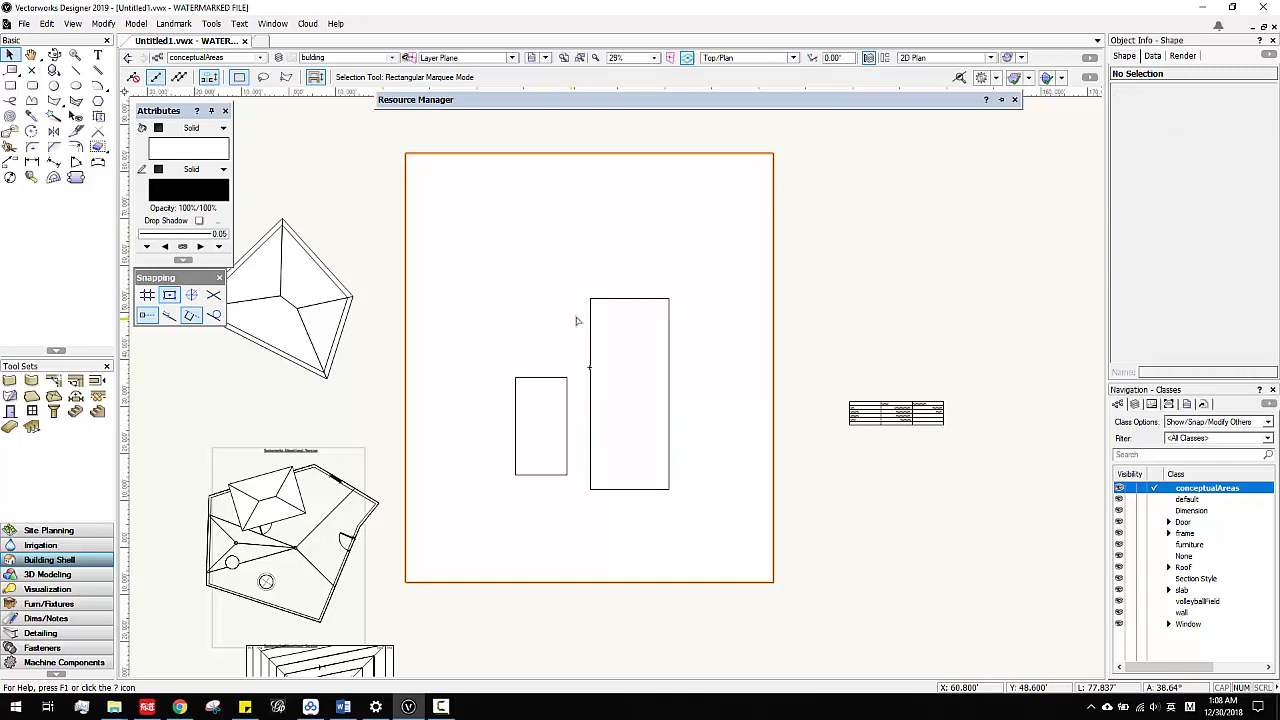 Vectorworks Designer 2019 - [Untitled1.vwx - WATERMARKED FILE]
File Edit View Modify Model Landmark Tools Text Window Cloud Help
Basic
Untitled1.vwx - WATER...
conceptualAreas
bulding
Layer Plane
29%
Top/Plan
0.00°
2D Plan
Selection Tool: Rectangular Marquee Mode
Resource Manager
Attributes
Solid
Solid
Opacity: 100%/100%
Drop Shadow
0.05
Snapping
Tool Sets
Site Planning
Irrigation
Building Shell
3D Modeling
Visualization
Furn/Fixtures
Dims/Notes
Detailing
Fasteners
Machine Components
Object Info - Shape
Shape Data Render
No Selection
Name:
Navigation - Classes
Class Options: Show/Snap/Modify Others
Filter: <All Classes>
Search
Visibility Class
conceptualAreas
default
Dimension
Door
frame
furniture
None
Roof
Section Style
slab
volleyballField
wall
Window
For Help, press F1 or click the ? icon
X: 60.800' Y: 48.600' L: 77.837' A: 38.64° CAP NUM SCRL
1:08 AM
12/30/2018